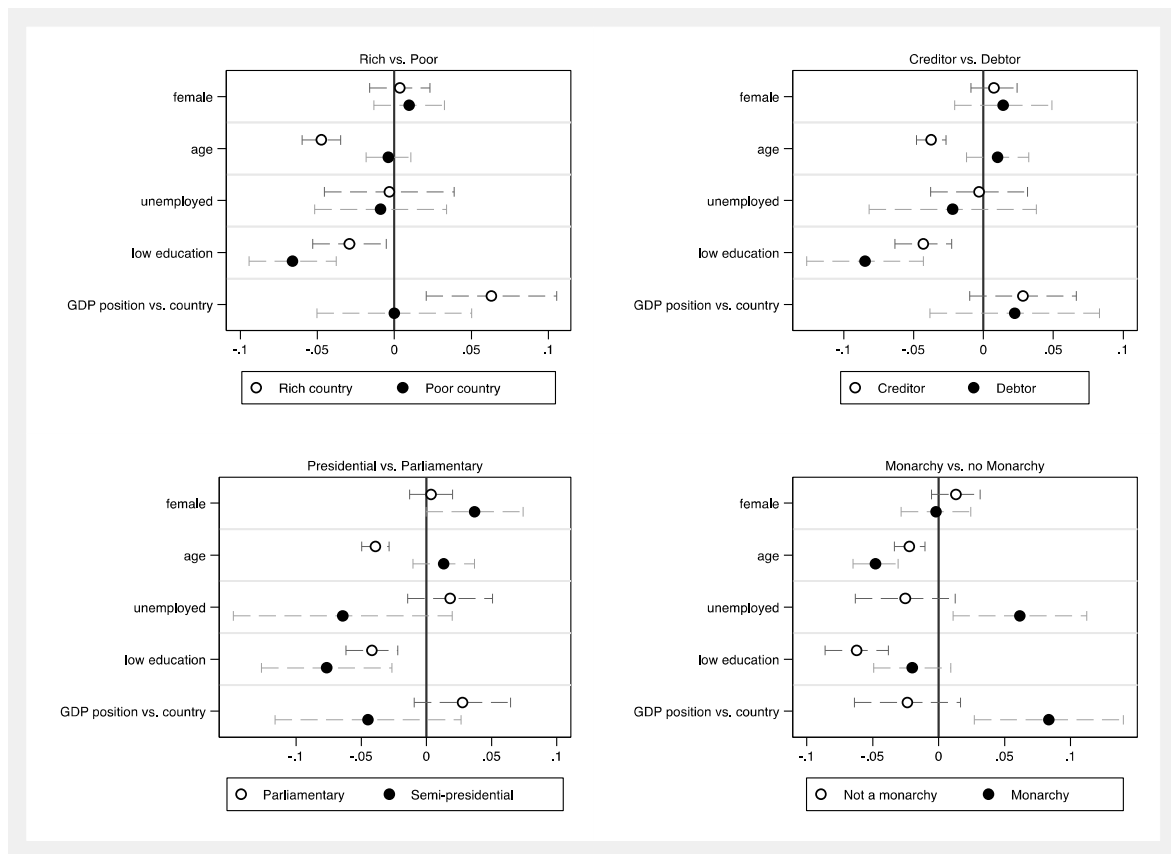 Rich vs. Poor
female
age
unemployed
low education
GDP position vs. country
-.1 -.05 0 .05 .1
Rich country Poor country
Creditor vs. Debtor
female
age
unemployed
low education
GDP position vs. country
-.1 -.05 0 .05 .1
Creditor Debtor
Presidential vs. Parliamentary
female
age
unemployed
low education
GDP position vs. country
-.1 -.05 0 .05 .1
Parliamentary Semi-presidential
Monarchy vs. no Monarchy
female
age
unemployed
low education
GDP position vs. country
-.1 -.05 0 .05 .1
Not a monarchy Monarchy